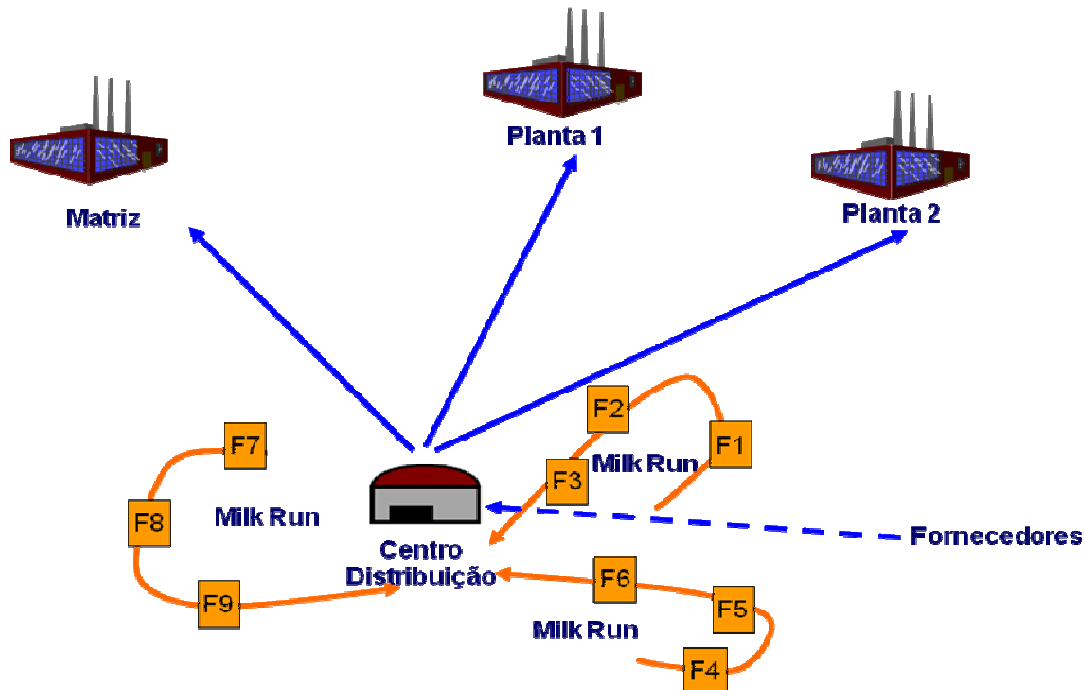 Planta 1
Matriz
Planta 2
F2
F1
F7
Milk Run
F3
F8
Milk Run
Fornecedores
Centro
Distribuição
F6
F9
F5
Milk Run
F4